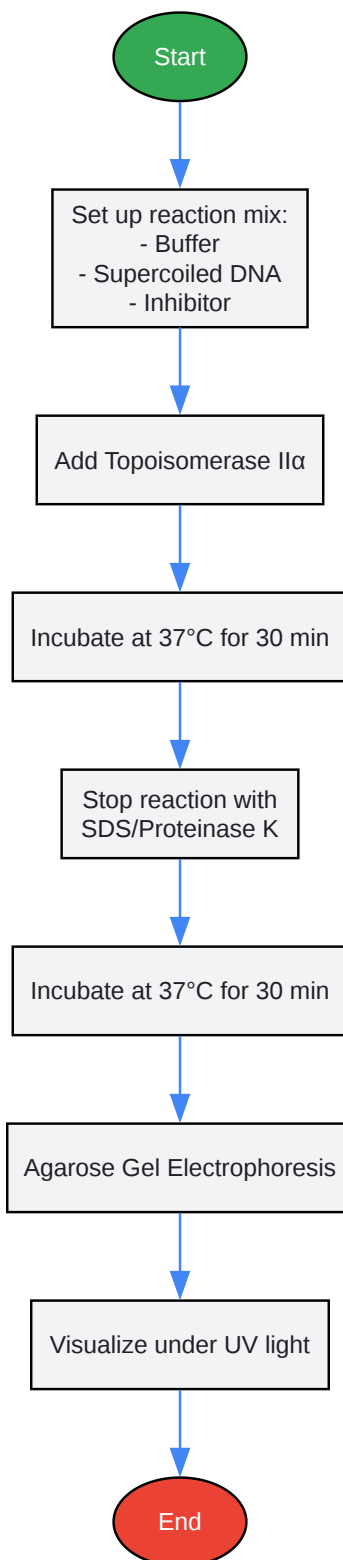 Start
Set up reaction mix:
- Buffer
- Supercoiled DNA
- Inhibitor
Add Topoisomerase IIα
Incubate at 37°C for 30 min
Stop reaction with
SDS/Proteinase K
Incubate at 37°C for 30 min
Agarose Gel Electrophoresis
Visualize under UV light
End